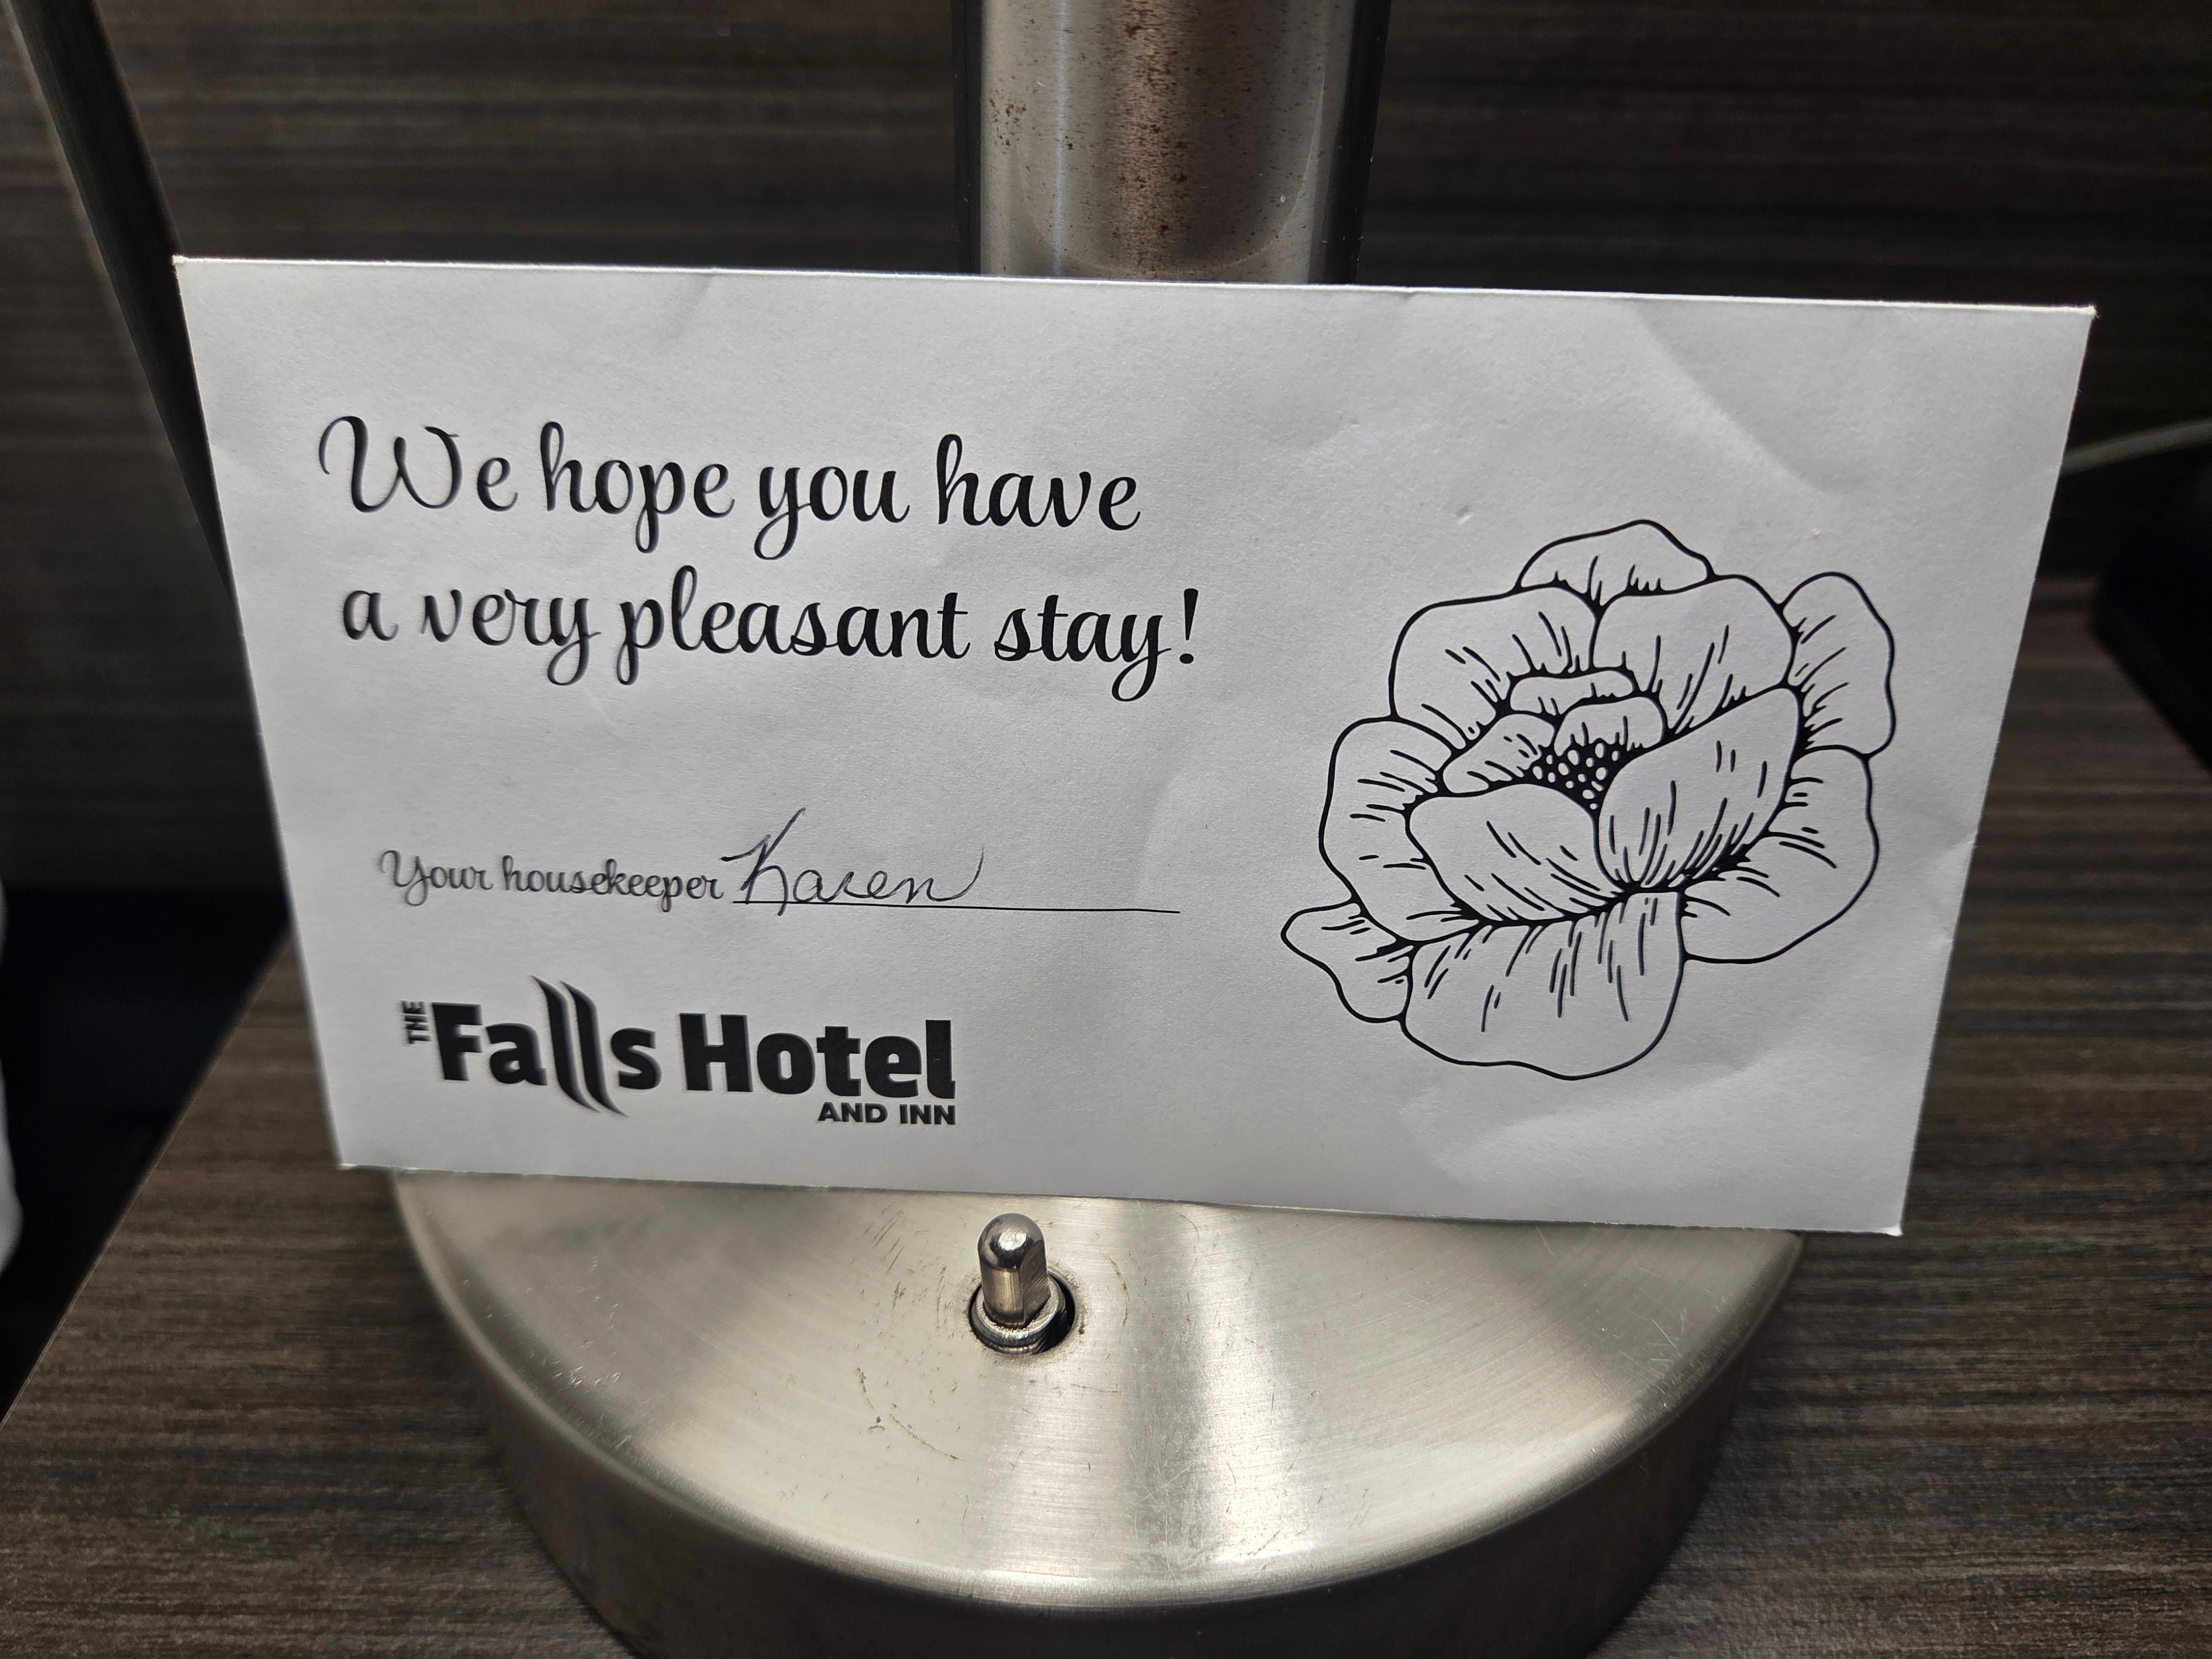 We hope you have
a very pleasant stay!
Your housekeeper Karen
THE Falls Hotel
AND INN